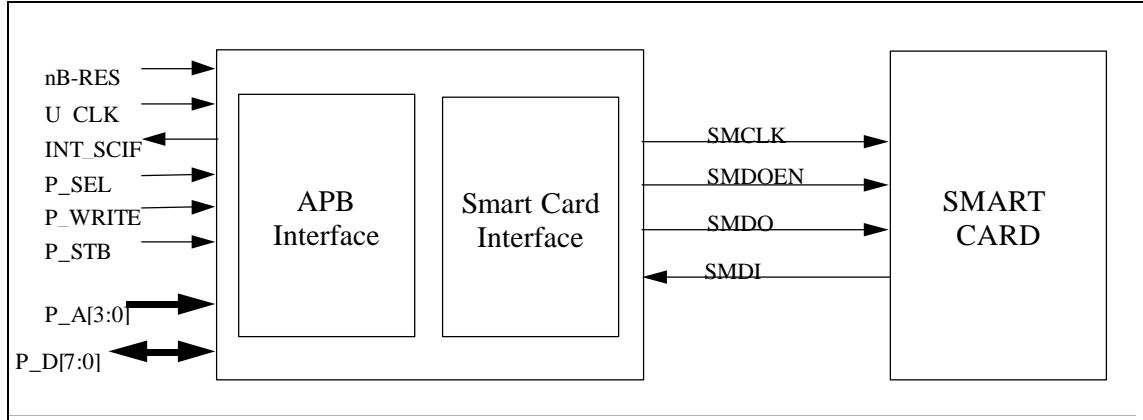 nB-RES
U_CLK
INT_SCIF
P_SEL
P_WRITE
P_STB
P_A[3:0]
P_D[7:0]
APB
Interface
Smart Card
Interface
SMCLK
SMDOEN
SMDO
SMDI
SMART
CARD